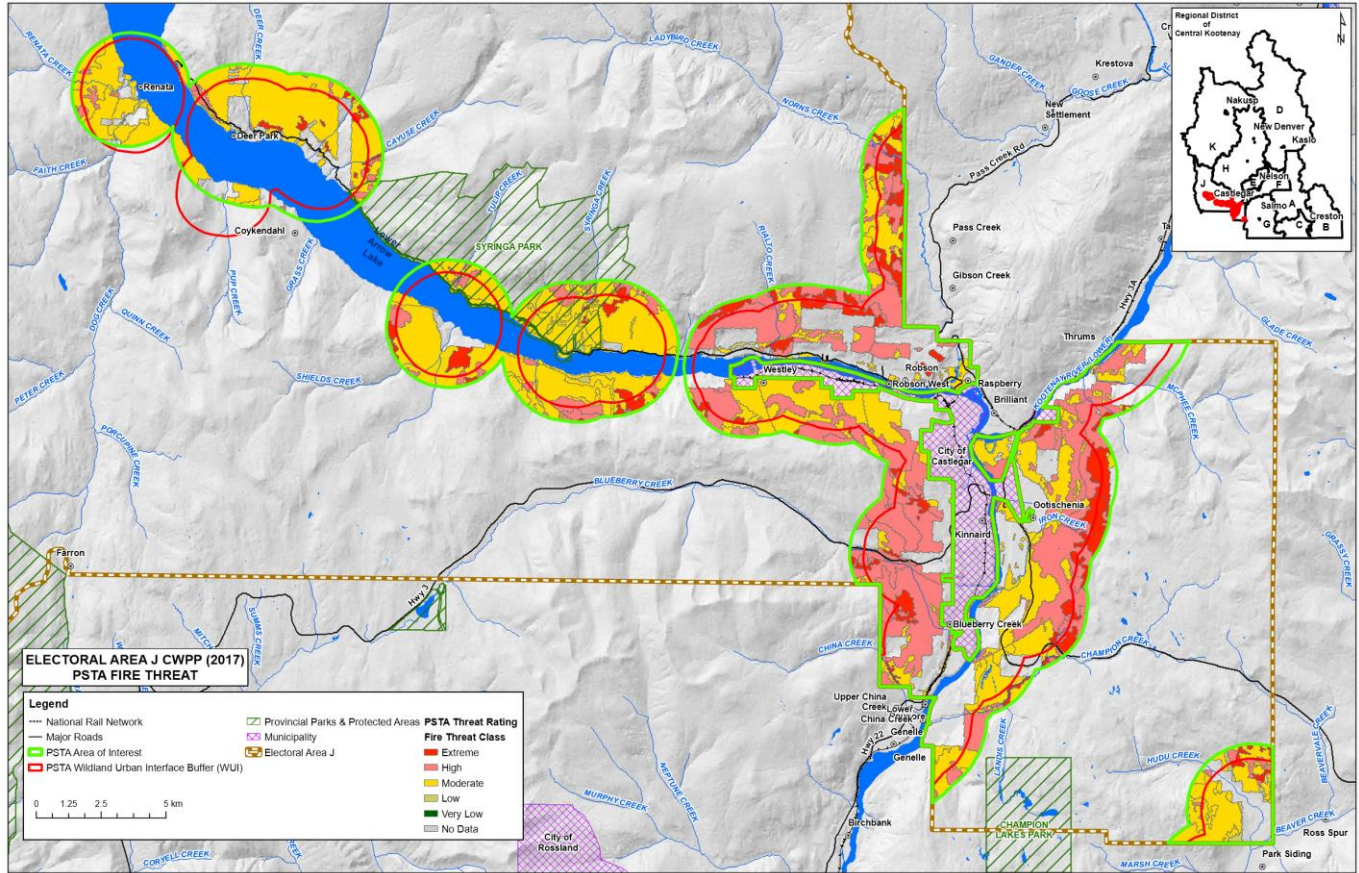 RENATA CREEK
DEER CREEK
LADYBIRD CREEK
GANDER CREEK
Krestova
GOOSE CREEK
New
Settlement
NORNS CREEK
Renata
Deer Park
CAYUSE CREEK
FAITH CREEK
Pass Creek Rd
TULIP CREEK
SYRINGA CREEK
RIALTO CREEK
Coykendahl
SYRINGA PARK
Lower
Arrow
Lake
Pass Creek
Gibson Creek
Hwy 3A
Thrums
GLADE CREEK
DOG CREEK
QUINN CREEK
PUP CREEK
GRASS CREEK
PETER CREEK
SHIELDS CREEK
Westley
Robson
Robson West
Raspberry
Brilliant
KOOTENAY RIVER (LOWER)
MCPHEE CREEK
PORCUPINE CREEK
City of
Castlegar
BLUEBERRY CREEK
Ootischenia
IRON CREEK
Kinnaird
GRASSY CREEK
Farron
Hwy 3
SUMMS CREEK
Blueberry Creek
CHINA CREEK
CHAMPION CREEK
Upper China
Creek
Lower
China Creek
Genelle
Genelle
Hwy 22
LANDIS CREEK
HUDU CREEK
BEAVERVALE CREEK
MURPHY CREEK
NEPTUNE CREEK
Birchbank
CHAMPION
LAKES PARK
BEAVER CREEK
Ross Spur
Park Siding
MARSH CREEK
City of
Rossland
CORYELL CREEK
Regional District
of
Central Kootenay
N
Nakusp
D
New Denver
Kaslo
K
H
Nelson
E
F
J
Castlegar
Salmo
A
Creston
G
C
B
ELECTORAL AREA J CWPP (2017)
PSTA FIRE THREAT
Legend
National Rail Network
Major Roads
PSTA Area of Interest
PSTA Wildland Urban Interface Buffer (WUI)
0 1.25 2.5 5 km
Provincial Parks & Protected Areas
Municipality
Electoral Area J
PSTA Threat Rating
Fire Threat Class
Extreme
High
Moderate
Low
Very Low
No Data